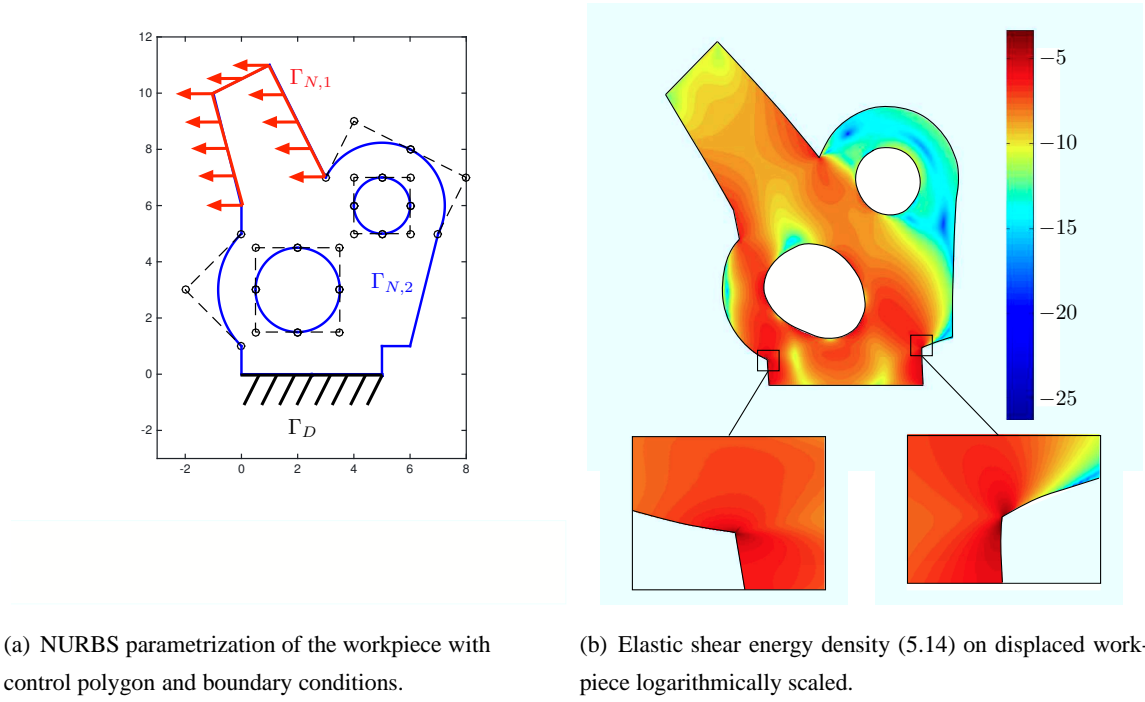 12
10
8
6
4
2
0
-2
-2
0
2
4
6
8
Γ_{N,1}
Γ_{N,2}
Γ_D
−5
−10
−15
−20
−25
(a) NURBS parametrization of the workpiece with
control polygon and boundary conditions.
(b) Elastic shear energy density (5.14) on displaced work-
piece logarithmically scaled.